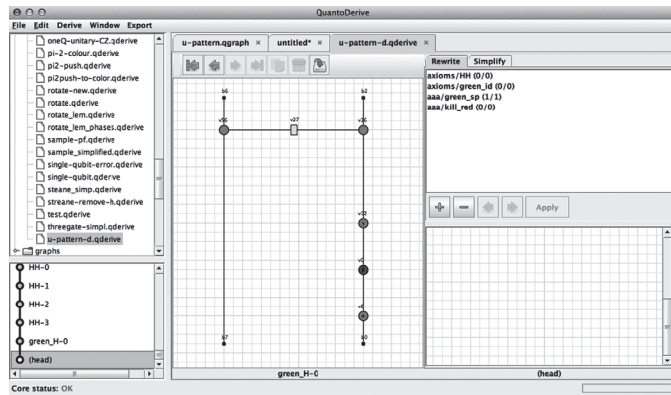 QuantoDerive
File Edit Derive Window Export
oneQ-unitary-CZ.qderive
pi-2-colour.qderive
pi2-push.qderive
pi2push-to-color.qderive
rotate-new.qderive
rotate.qderive
rotate_lem.qderive
rotate_lem_phases.qderive
sample-pf.qderive
sample_simplified.qderive
single-qubit-error.qderive
single-qubit.qderive
steane_simp.qderive
streane-remove-h.qderive
test.qderive
threegate-simpl.qderive
u-pattern-d.qderive
graphs
HH-0
HH-1
HH-2
HH-3
green_H-0
(head)
Core status: OK
u-pattern.qgraph × untitled* × u-pattern-d.qderive ×
b6
b2
v27
b7
b0
green_H-0
Rewrite Simplify
axioms/HH (0/0)
axioms/green_id (0/0)
aaa/green_sp (1/1)
aaa/kill_red (0/0)
Apply
(head)